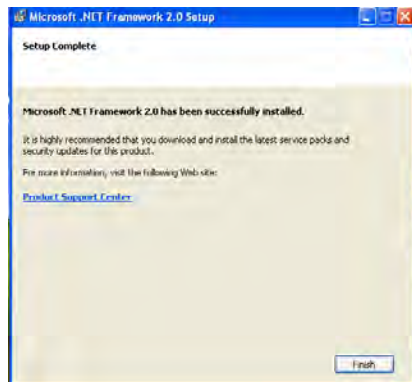 Microsoft .NET Framework 2.0 Setup
Setup Complete
Microsoft .NET Framework 2.0 has been successfully installed.
It is highly recommended that you download and install the latest service packs and
security updates for this product.
For more information, visit the following Web site:
Product Support Center
Finish